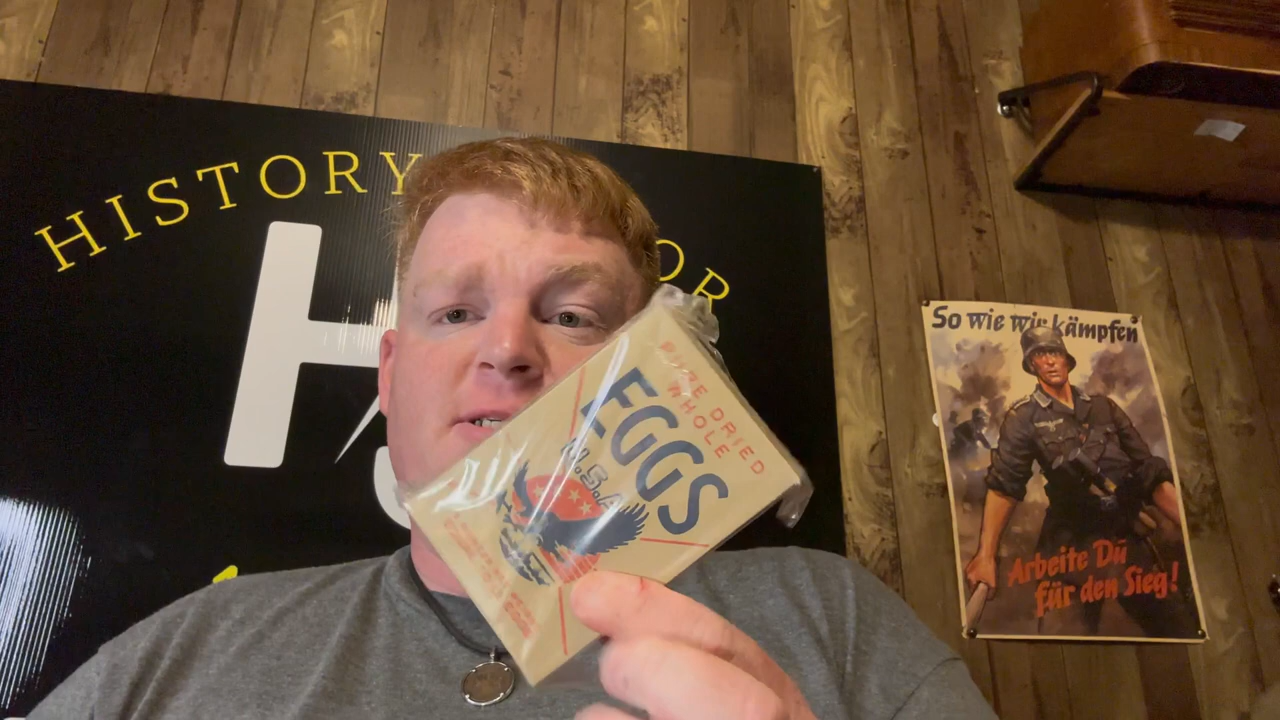 HISTORY
OR
H
PURE DRIED
WHOLE
EGGS
U.S.A
So wie wir kämpfen
Arbeite Du
für den Sieg!